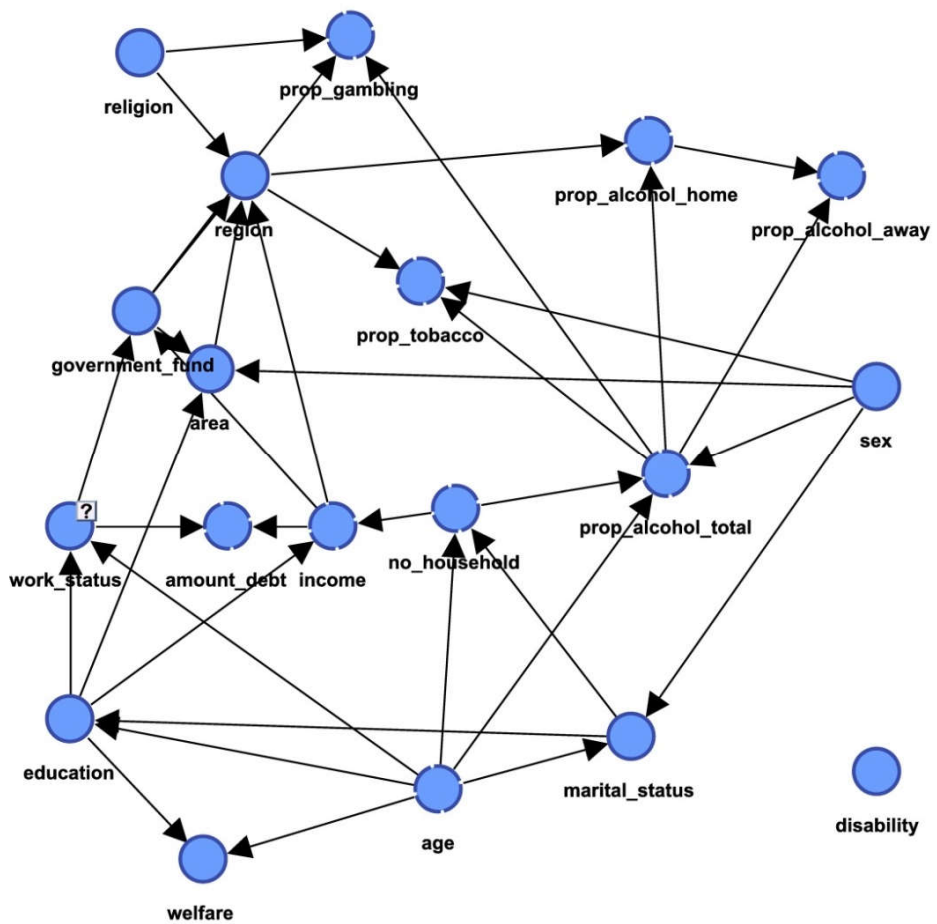 religion
prop_gambling
region
prop_alcohol_home
prop_alcohol_away
prop_tobacco
government_fund
area
sex
?
work_status
amount_debt
income
no_household
prop_alcohol_total
education
age
marital_status
disability
welfare